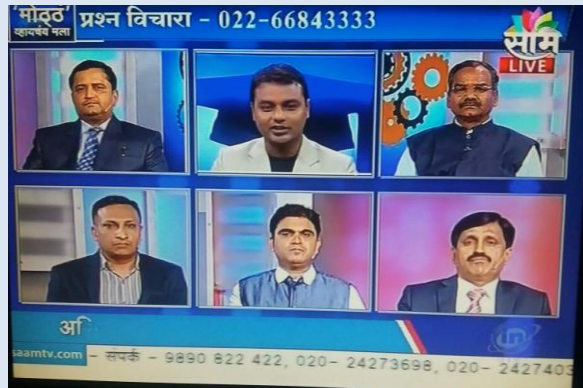 'मोठ्ठं'
व्हायचंय मला
प्रश्न विचारा - 022-66843333
साम
LIVE
अ
saamtv.com
- संपर्क - 9890 822 422, 020- 24273698, 020- 2427403